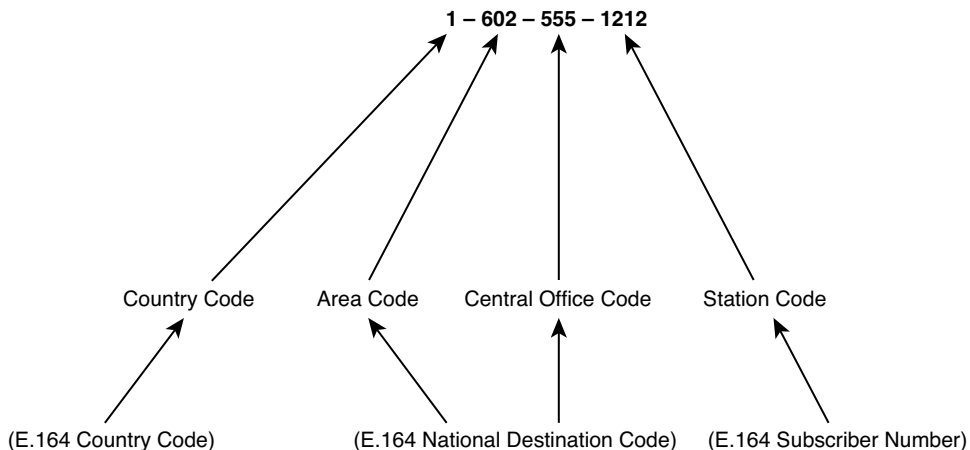 1 – 602 – 555 – 1212
Country Code Area Code Central Office Code Station Code
(E.164 Country Code) (E.164 National Destination Code) (E.164 Subscriber Number)